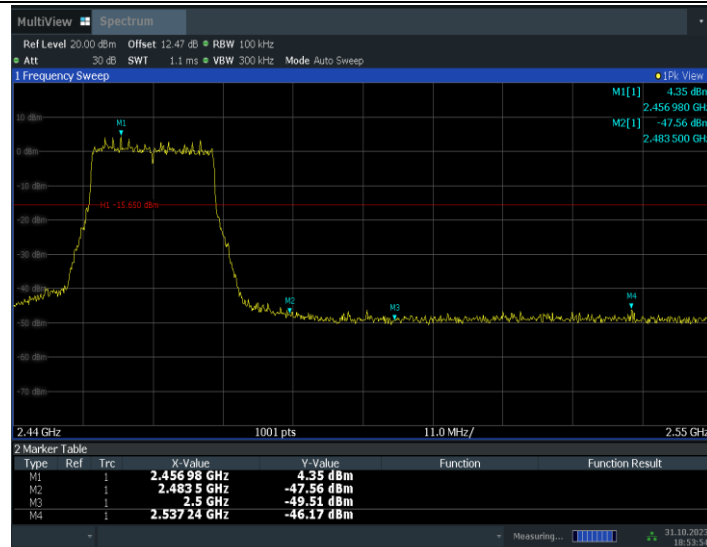 MultiView Spectrum
Ref Level 20.00 dBm Offset 12.47 dB RBW 100 kHz
Att 30 dB SWT 1.1 ms VBW 300 kHz Mode Auto Sweep
1 Frequency Sweep 1Pk View
M1[1] 4.35 dBm
2.456 980 GHz
M2[1] -47.56 dBm
2.483 500 GHz
10 dBm
M1
0 dBm
-10 dBm
H1 -15.650 dBm
-20 dBm
-30 dBm
-40 dBm
M2
M3
M4
-50 dBm
-60 dBm
-70 dBm
2.44 GHz 1001 pts 11.0 MHz/ 2.55 GHz
2 Marker Table
Type Ref Trc X-Value Y-Value Function Function Result
M1 1 2.456 98 GHz 4.35 dBm
M2 1 2.483 5 GHz -47.56 dBm
M3 1 2.5 GHz -49.51 dBm
M4 1 2.537 24 GHz -46.17 dBm
Measuring... 31.10.2023
18:53:54